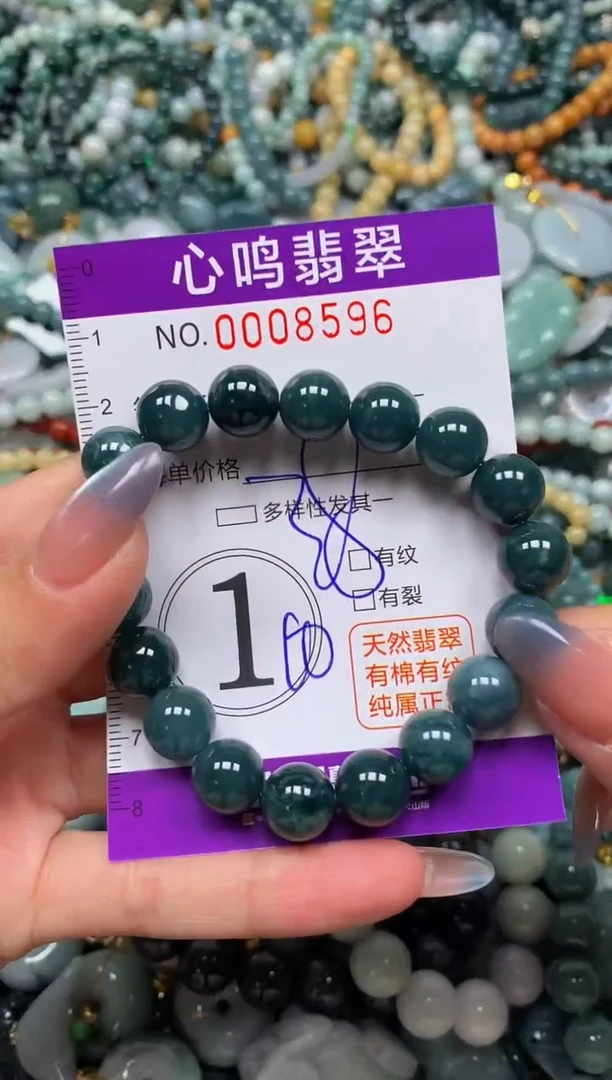 心鸣翡翠
NO. 0008596
0
1
2
单价格
多样性发其一
8
有纹
有裂
1
天然翡翠
有棉有纹
纯属正
7
8